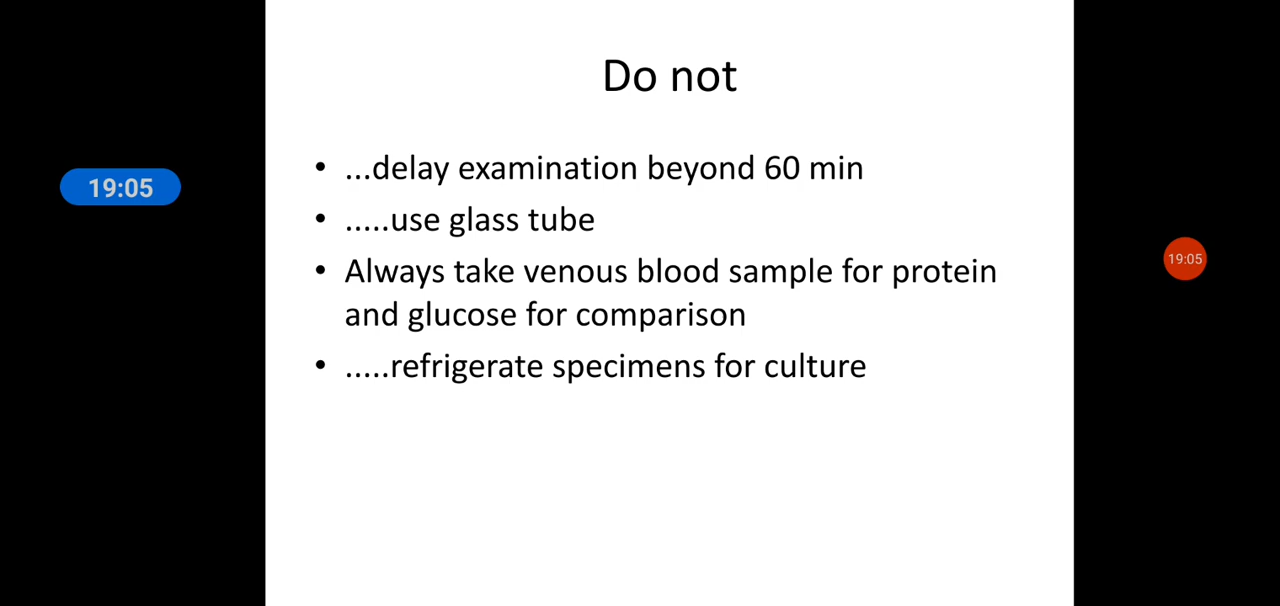 Do not
• ...delay examination beyond 60 min
19:05
• .....use glass tube
• Always take venous blood sample for protein
19:05
and glucose for comparison
• .....refrigerate specimens for culture